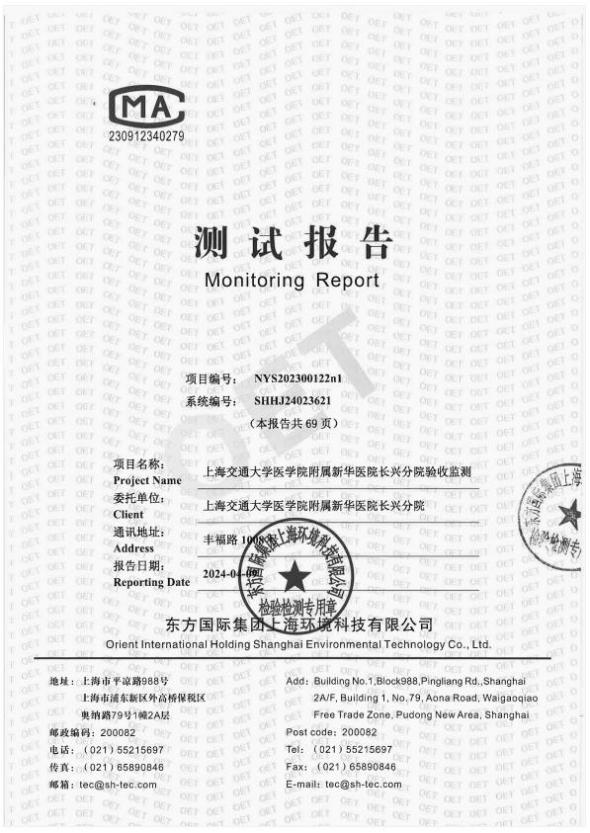 MA
230912340279
测试报告
Monitoring Report
OET
项目编号： NYS202300122n1
系统编号： SHHJ24023621
（本报告共 69 页）
项目名称： 上海交通大学医学院附属新华医院长兴分院验收监测
Project Name
委托单位： 上海交通大学医学院附属新华医院长兴分院
Client
通讯地址： 丰福路 1008
Address
报告日期： 2024-04-
Reporting Date
东方国际集团上海环境科技有限公司
检验检测专用章
东方国际集团上海
检验检测专
东方国际集团上海环境科技有限公司
Orient International Holding Shanghai Environmental Technology Co., Ltd.
地址：上海市平凉路988号
上海市浦东新区外高桥保税区
奥纳路79号1幢2A层
邮政编码：200082
电话：（021）55215697
传真：（021）65890846
邮箱：tec@sh-tec.com
Add: Building No.1,Block988,Pingliang Rd.,Shanghai
2A/F, Building 1, No.79, Aona Road, Waigaoqiao
Free Trade Zone, Pudong New Area, Shanghai
Post code: 200082
Tel: （021）55215697
Fax: （021）65890846
E-mail: tec@sh-tec.com